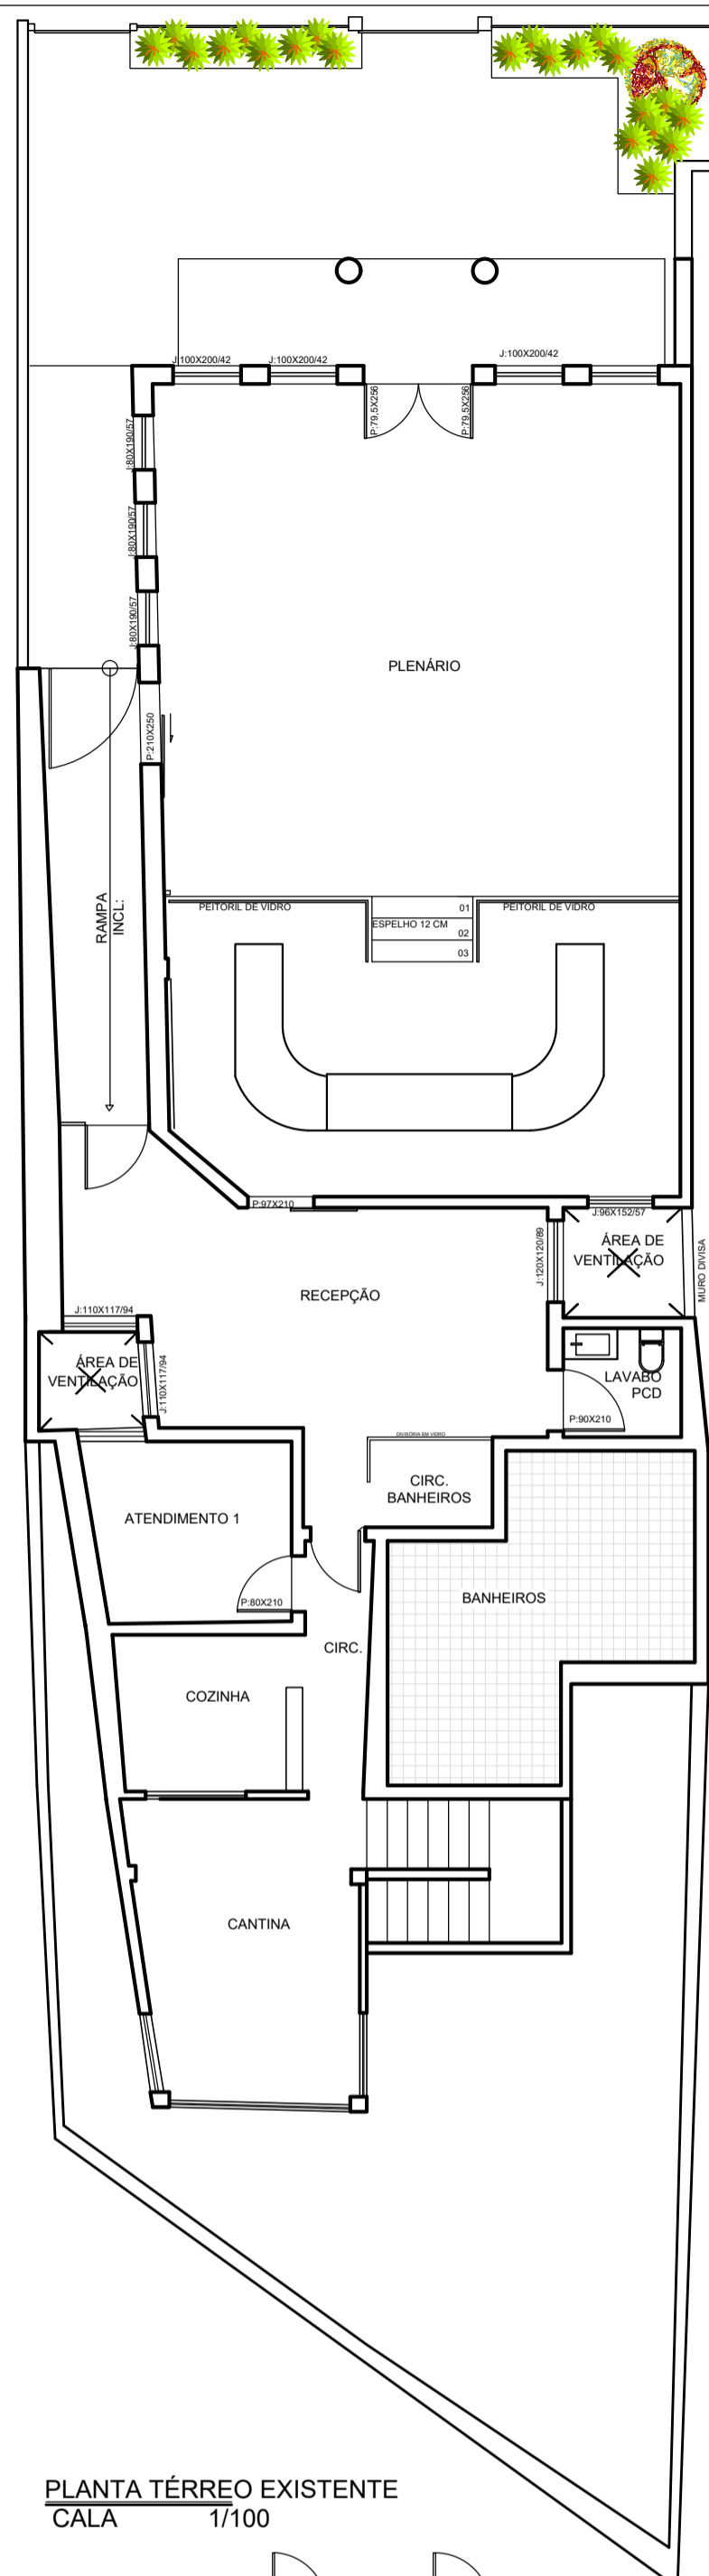 J:100X200/42
J:100X200/42
J:100X200/42
P:79,5X256
P:79,5X256
J:80X190/57
J:80X190/57
J:80X190/57
PLENÁRIO
P:210X250
RAMPA
INCL:
PEITORIL DE VIDRO
PEITORIL DE VIDRO
01
ESPELHO 12 CM
02
03
P:97X210
J:96X152/57
J:120X120/89
ÁREA DE
VENTILAÇÃO
MURO DIVISA
RECEPÇÃO
J:110X117/94
J:110X117/94
ÁREA DE
VENTILAÇÃO
LAVABO
PCD
P:90X210
DIVISÓRIA EM VIDRO
CIRC.
BANHEIROS
ATENDIMENTO 1
P:80X210
BANHEIROS
CIRC.
COZINHA
CANTINA
PLANTA TÉRREO EXISTENTE
CALA 1/100